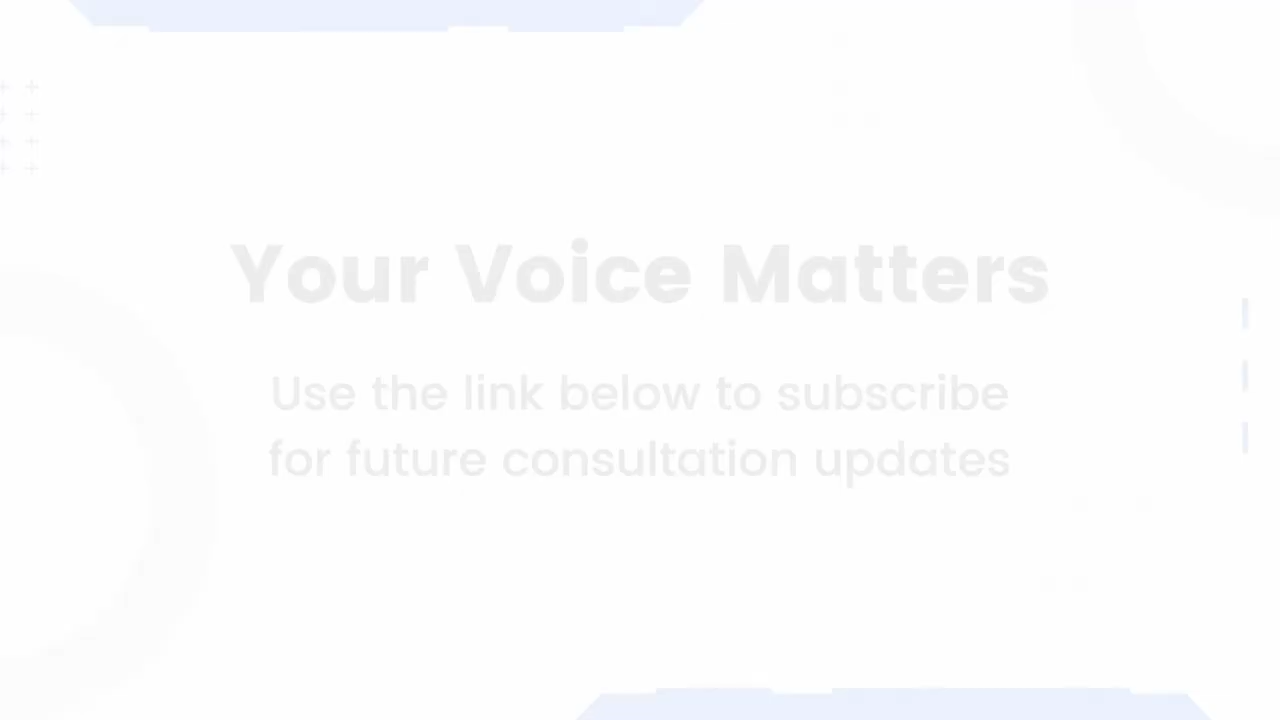 Your Voice Matters
Use the link below to subscribe
for future consultation updates